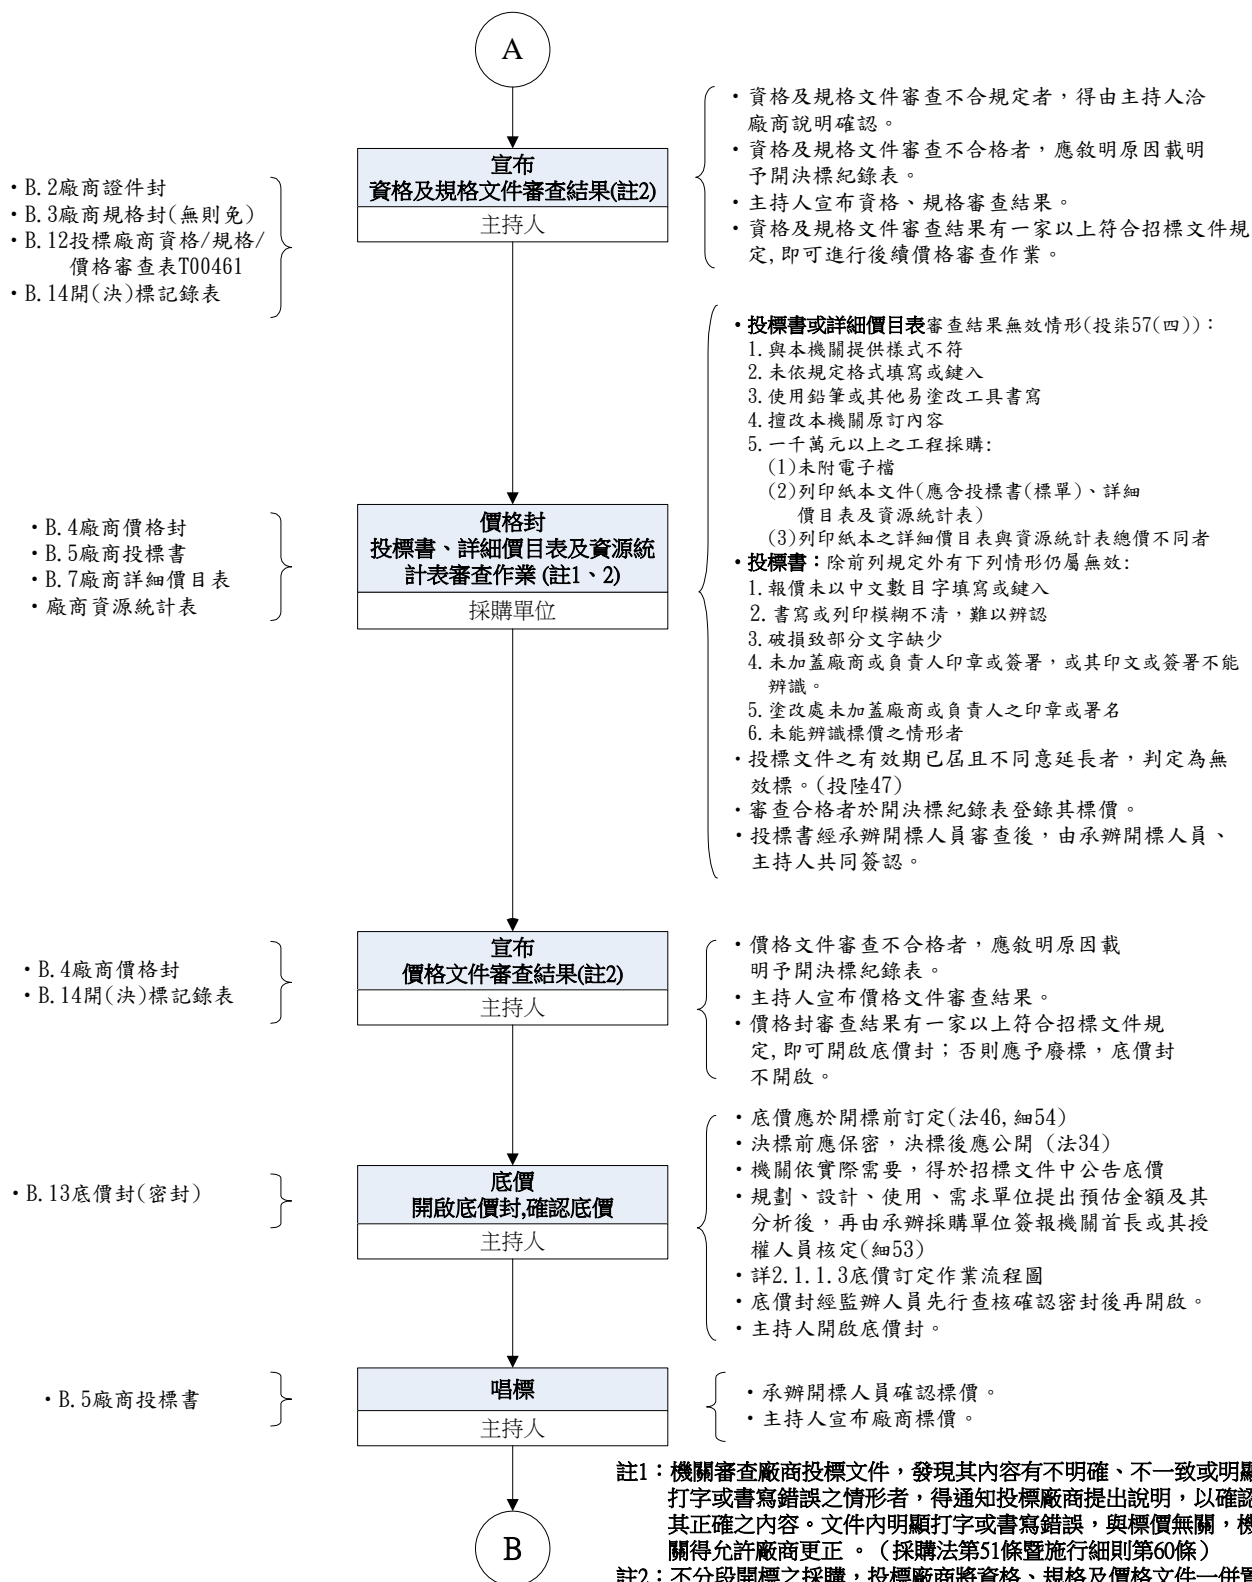 A
宣布
資格及規格文件審查結果(註2)
主持人
・B.2廠商證件封
・B.3廠商規格封(無則免)
・B.12投標廠商資格/規格/
價格審查表T00461
・B.14開(決)標記錄表
・資格及規格文件審查不合規定者，得由主持人洽
廠商說明確認。
・資格及規格文件審查不合格者，應敘明原因載明
予開決標紀錄表。
・主持人宣布資格、規格審查結果。
・資格及規格文件審查結果有一家以上符合招標文件規
定,即可進行後續價格審查作業。
價格封
投標書、詳細價目表及資源統
計表審查作業 (註1、2)
採購單位
・B.4廠商價格封
・B.5廠商投標書
・B.7廠商詳細價目表
・廠商資源統計表
・投標書或詳細價目表審查結果無效情形(投柒57(四))：
1.與本機關提供樣式不符
2.未依規定格式填寫或鍵入
3.使用鉛筆或其他易塗改工具書寫
4.擅改本機關原訂內容
5.一千萬元以上之工程採購:
(1)未附電子檔
(2)列印紙本文件(應含投標書(標單)、詳細
價目表及資源統計表)
(3)列印紙本之詳細價目表與資源統計表總價不同者
・投標書：除前列規定外有下列情形仍屬無效:
1.報價未以中文數目字填寫或鍵入
2.書寫或列印模糊不清，難以辨認
3.破損致部分文字缺少
4.未加蓋廠商或負責人印章或簽署，或其印文或簽署不能
辨識。
5.塗改處未加蓋廠商或負責人之印章或署名
6.未能辨識標價之情形者
・投標文件之有效期已屆且不同意延長者，判定為無
效標。(投陸47)
・審查合格者於開決標紀錄表登錄其標價。
・投標書經承辦開標人員審查後，由承辦開標人員、
主持人共同簽認。
宣布
價格文件審查結果(註2)
主持人
・B.4廠商價格封
・B.14開(決)標記錄表
・價格文件審查不合格者，應敘明原因載
明予開決標紀錄表。
・主持人宣布價格文件審查結果。
・價格封審查結果有一家以上符合招標文件規
定,即可開啟底價封；否則應予廢標，底價封
不開啟。
底價
開啟底價封,確認底價
主持人
・B.13底價封(密封)
・底價應於開標前訂定(法46,細54)
・決標前應保密，決標後應公開 (法34)
・機關依實際需要，得於招標文件中公告底價
・規劃、設計、使用、需求單位提出預估金額及其
分析後，再由承辦採購單位簽報機關首長或其授
權人員核定(細53)
・詳2.1.1.3底價訂定作業流程圖
・底價封經監辦人員先行查核確認密封後再開啟。
・主持人開啟底價封。
唱標
主持人
・B.5廠商投標書
・承辦開標人員確認標價。
・主持人宣布廠商標價。
B
註1：機關審查廠商投標文件，發現其內容有不明確、不一致或明顯
打字或書寫錯誤之情形者，得通知投標廠商提出說明，以確認
其正確之內容。文件內明顯打字或書寫錯誤，與標價無關，機
關得允許廠商更正 。（採購法第51條暨施行細則第60條）
註2：不分段開標之採購，投標廠商將資格、規格及價格文件一併置